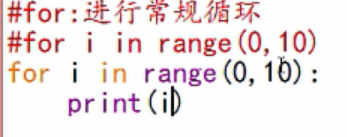 #for:进行常规循环
#for i in range(0,10)
for i in range(0,10):
    print(i)